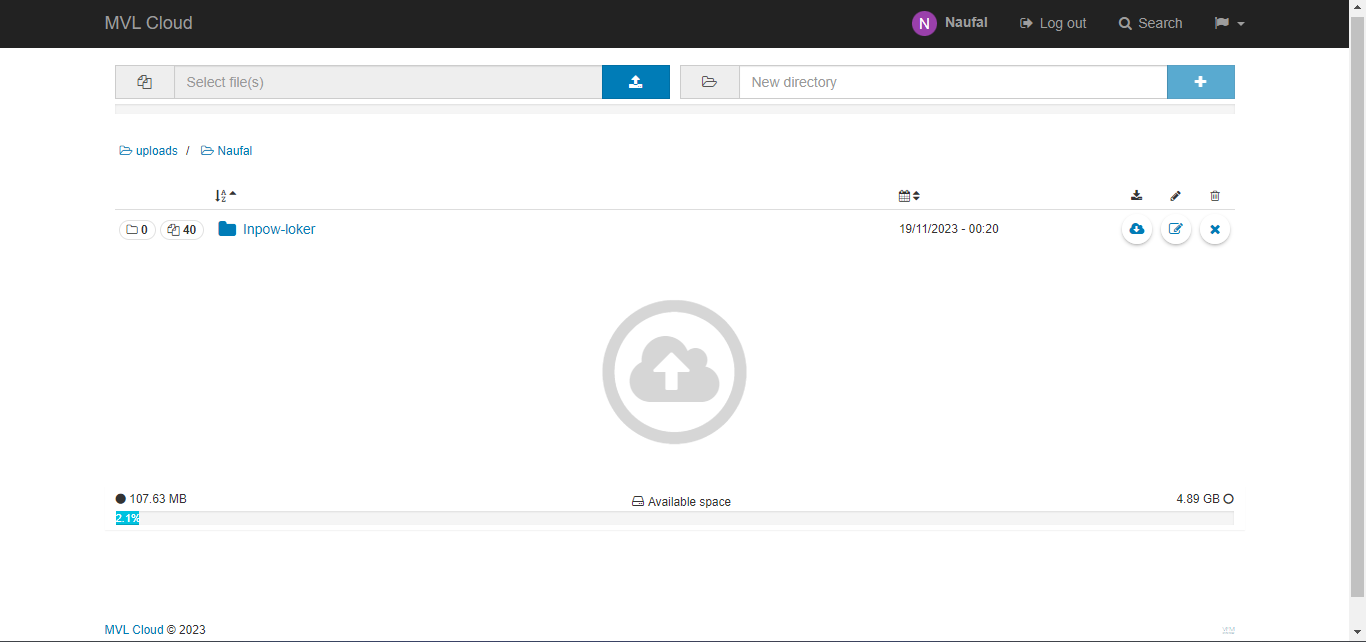 MVL Cloud
N Naufal Log out Search
Select file(s) New directory
uploads / Naufal
0 40 Inpow-loker 19/11/2023 - 00:20
107.63 MB Available space 4.89 GB
2.1%
MVL Cloud © 2023